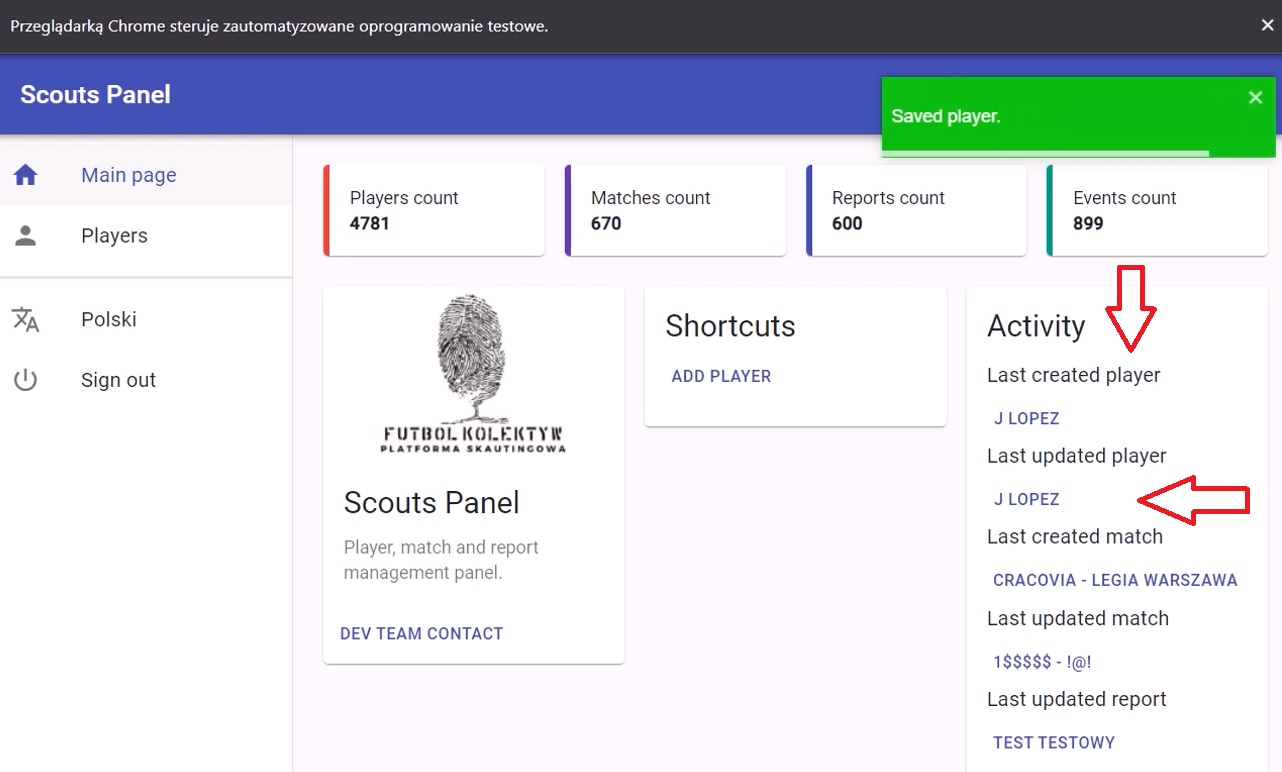 Przeglądarką Chrome steruje zautomatyzowane oprogramowanie testowe.
Scouts Panel
Saved player.
Main page
Players
Polski
Sign out
Players count
4781
Matches count
670
Reports count
600
Events count
899
FUTBOL KOLEKTYW
PLATFORMA SKAUTINGOWA
Scouts Panel
Player, match and report
management panel.
DEV TEAM CONTACT
Shortcuts
ADD PLAYER
Activity
Last created player
J LOPEZ
Last updated player
J LOPEZ
Last created match
CRACOVIA - LEGIA WARSZAWA
Last updated match
1$$$$$ - !@!
Last updated report
TEST TESTOWY